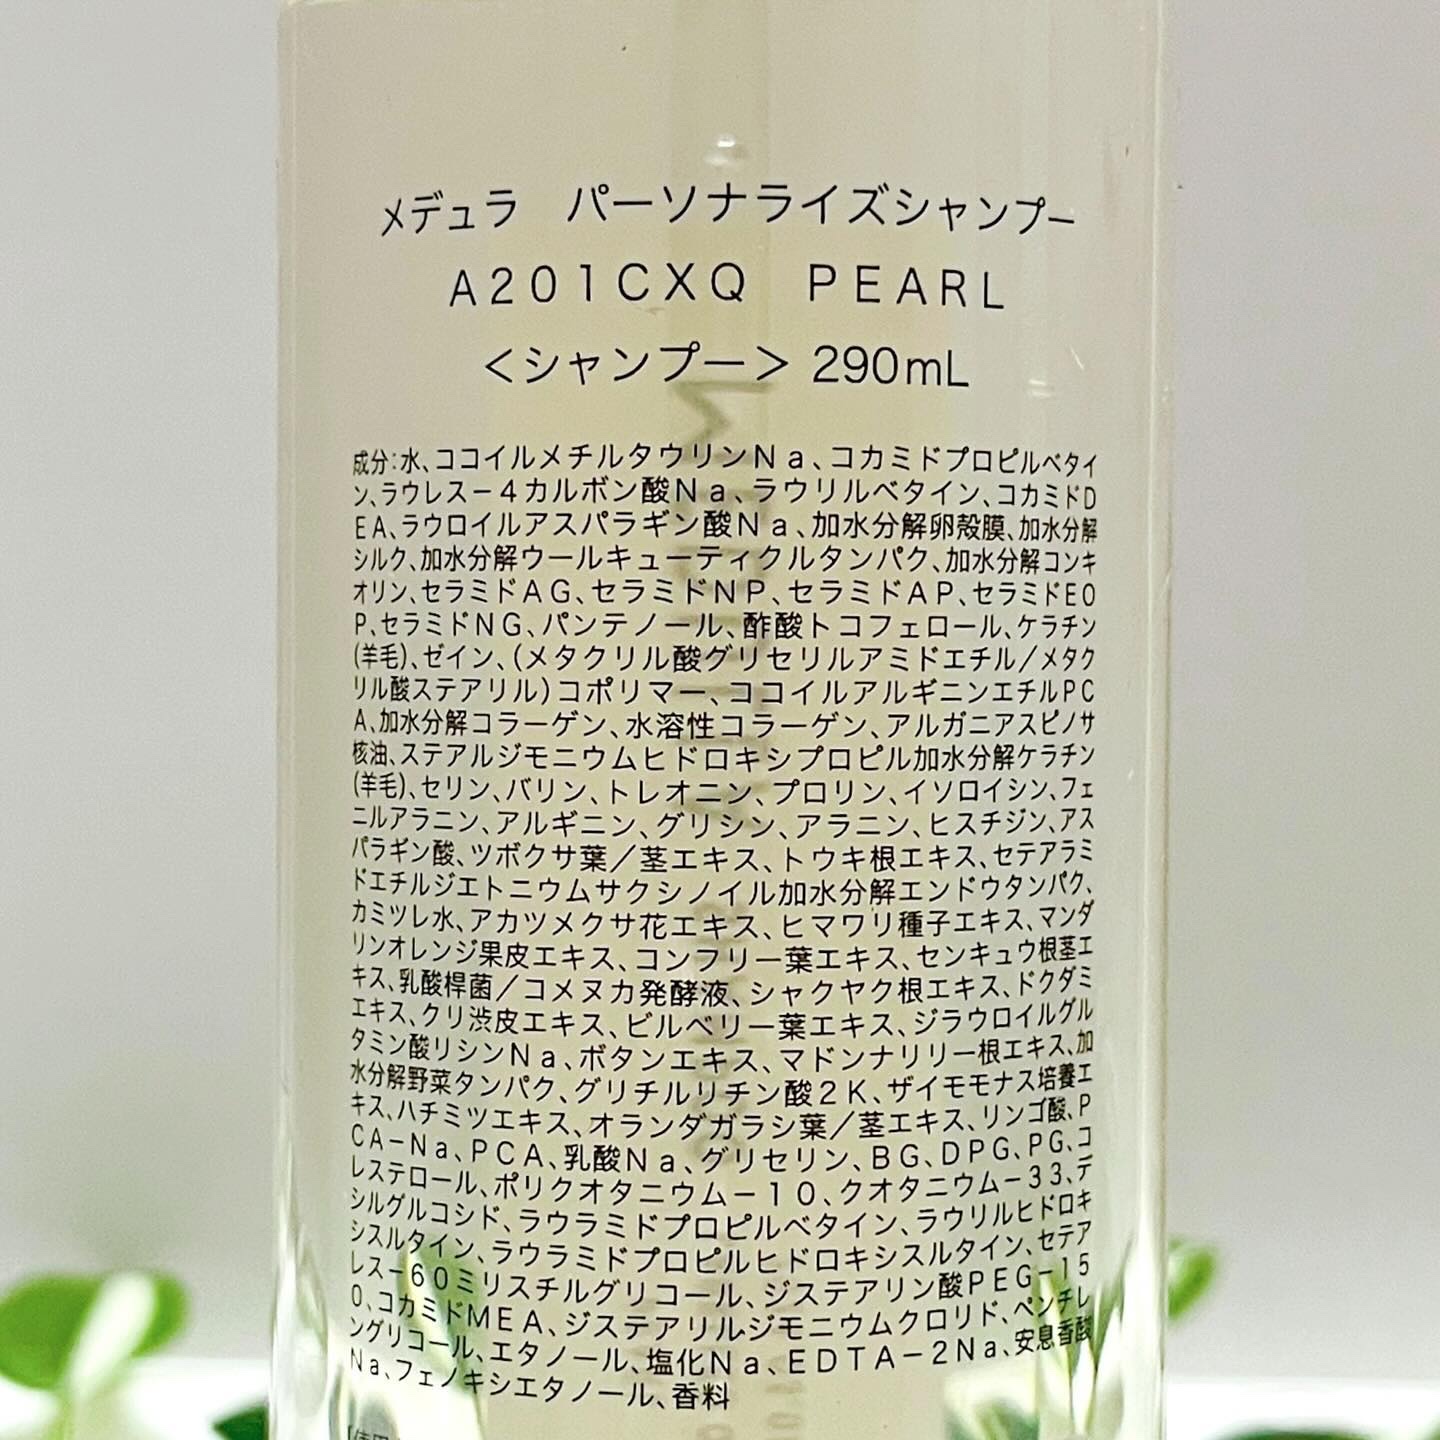 メデュラ　パーソナライズシャンプー
A201CXQ　PEARL
＜シャンプー＞ 290mL
成分:水、ココイルメチルタウリンNa、コカミドプロピルベタイ
ン、ラウレス－4カルボン酸Na、ラウリルベタイン、コカミドD
EA、ラウロイルアスパラギン酸Na、加水分解卵殻膜、加水分解
シルク、加水分解ウールキューティクルタンパク、加水分解コンキ
オリン、セラミドAG、セラミドNP、セラミドAP、セラミドEO
P、セラミドNG、パンテノール、酢酸トコフェロール、ケラチン
(羊毛)、ゼイン、(メタクリル酸グリセリルアミドエチル／メタク
リル酸ステアリル)コポリマー、ココイルアルギニンエチルPC
A、加水分解コラーゲン、水溶性コラーゲン、アルガニアスピノサ
核油、ステアルジモニウムヒドロキシプロピル加水分解ケラチン
(羊毛)、セリン、バリン、トレオニン、プロリン、イソロイシン、フェ
ニルアラニン、アルギニン、グリシン、アラニン、ヒスチジン、アス
パラギン酸、ツボクサ葉／茎エキス、トウキ根エキス、セテアラミ
ドエチルジエトニウムサクシノイル加水分解エンドウタンパク、
カミツレ水、アカツメクサ花エキス、ヒマワリ種子エキス、マンダ
リンオレンジ果皮エキス、コンフリー葉エキス、センキュウ根茎エ
キス、乳酸桿菌／コメヌカ発酵液、シャクヤク根エキス、ドクダミ
エキス、クリ渋皮エキス、ビルベリー葉エキス、ジラウロイルグル
タミン酸リシンNa、ボタンエキス、マドンナリリー根エキス、加
水分解野菜タンパク、グリチルリチン酸2K、ザイモモナス培養エ
キス、ハチミツエキス、オランダガラシ葉／茎エキス、リンゴ酸、P
CA－Na、PCA、乳酸Na、グリセリン、BG、DPG、PG、コ
レステロール、ポリクオタニウム－10、クオタニウム－33、デ
シルグルコシド、ラウラミドプロピルベタイン、ラウリルヒドロキ
シスルタイン、ラウラミドプロピルヒドロキシスルタイン、セテア
レス－60ミリスチルグリコール、ジステアリン酸PEG－15
0、コカミドMEA、ジステアリルジモニウムクロリド、ペンチレ
ングリコール、エタノール、塩化Na、EDTA－2Na、安息香酸
Na、フェノキシエタノール、香料